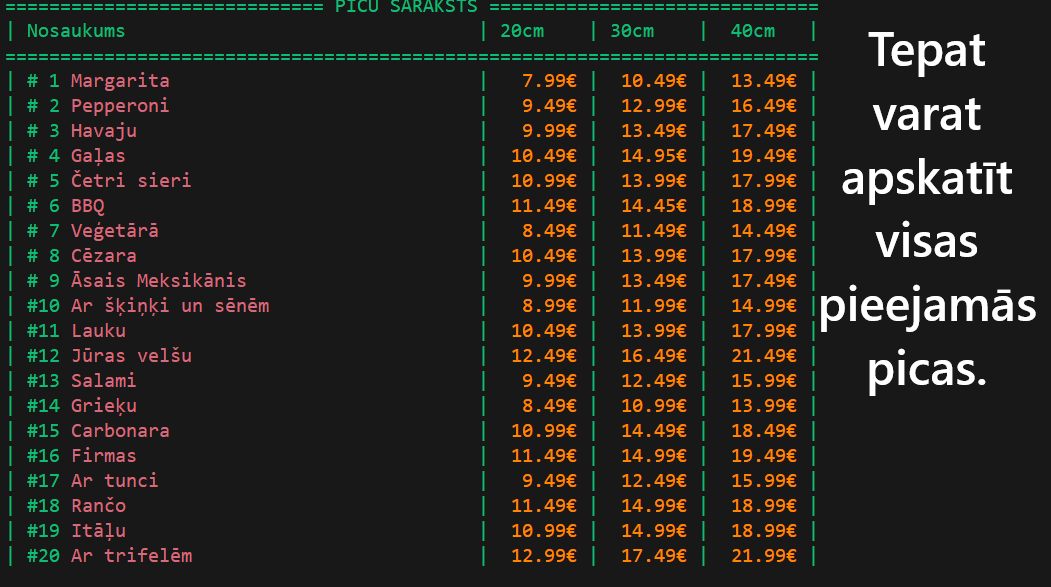 ============================= PICU SARAKSTS ==============================
| Nosaukums | 20cm | 30cm | 40cm |
==========================================================================
| # 1 Margarita | 7.99€ | 10.49€ | 13.49€ |
| # 2 Pepperoni | 9.49€ | 12.99€ | 16.49€ |
| # 3 Havaju | 9.99€ | 13.49€ | 17.49€ |
| # 4 Gaļas | 10.49€ | 14.95€ | 19.49€ |
| # 5 Četri sieri | 10.99€ | 13.99€ | 17.99€ |
| # 6 BBQ | 11.49€ | 14.45€ | 18.99€ |
| # 7 Veģetārā | 8.49€ | 11.49€ | 14.49€ |
| # 8 Cēzara | 10.49€ | 13.99€ | 17.99€ |
| # 9 Āsais Meksikānis | 9.99€ | 13.49€ | 17.49€ |
| #10 Ar šķiņķi un sēnēm | 8.99€ | 11.99€ | 14.99€ |
| #11 Lauku | 10.49€ | 13.99€ | 17.99€ |
| #12 Jūras velšu | 12.49€ | 16.49€ | 21.49€ |
| #13 Salami | 9.49€ | 12.49€ | 15.99€ |
| #14 Grieķu | 8.49€ | 10.99€ | 13.99€ |
| #15 Carbonara | 10.99€ | 14.49€ | 18.49€ |
| #16 Firmas | 11.49€ | 14.99€ | 19.49€ |
| #17 Ar tunci | 9.49€ | 12.49€ | 15.99€ |
| #18 Rančo | 11.49€ | 14.99€ | 18.99€ |
| #19 Itāļu | 10.99€ | 14.99€ | 18.99€ |
| #20 Ar trifelēm | 12.99€ | 17.49€ | 21.99€ |
Tepat
varat
apskatīt
visas
pieejamās
picas.